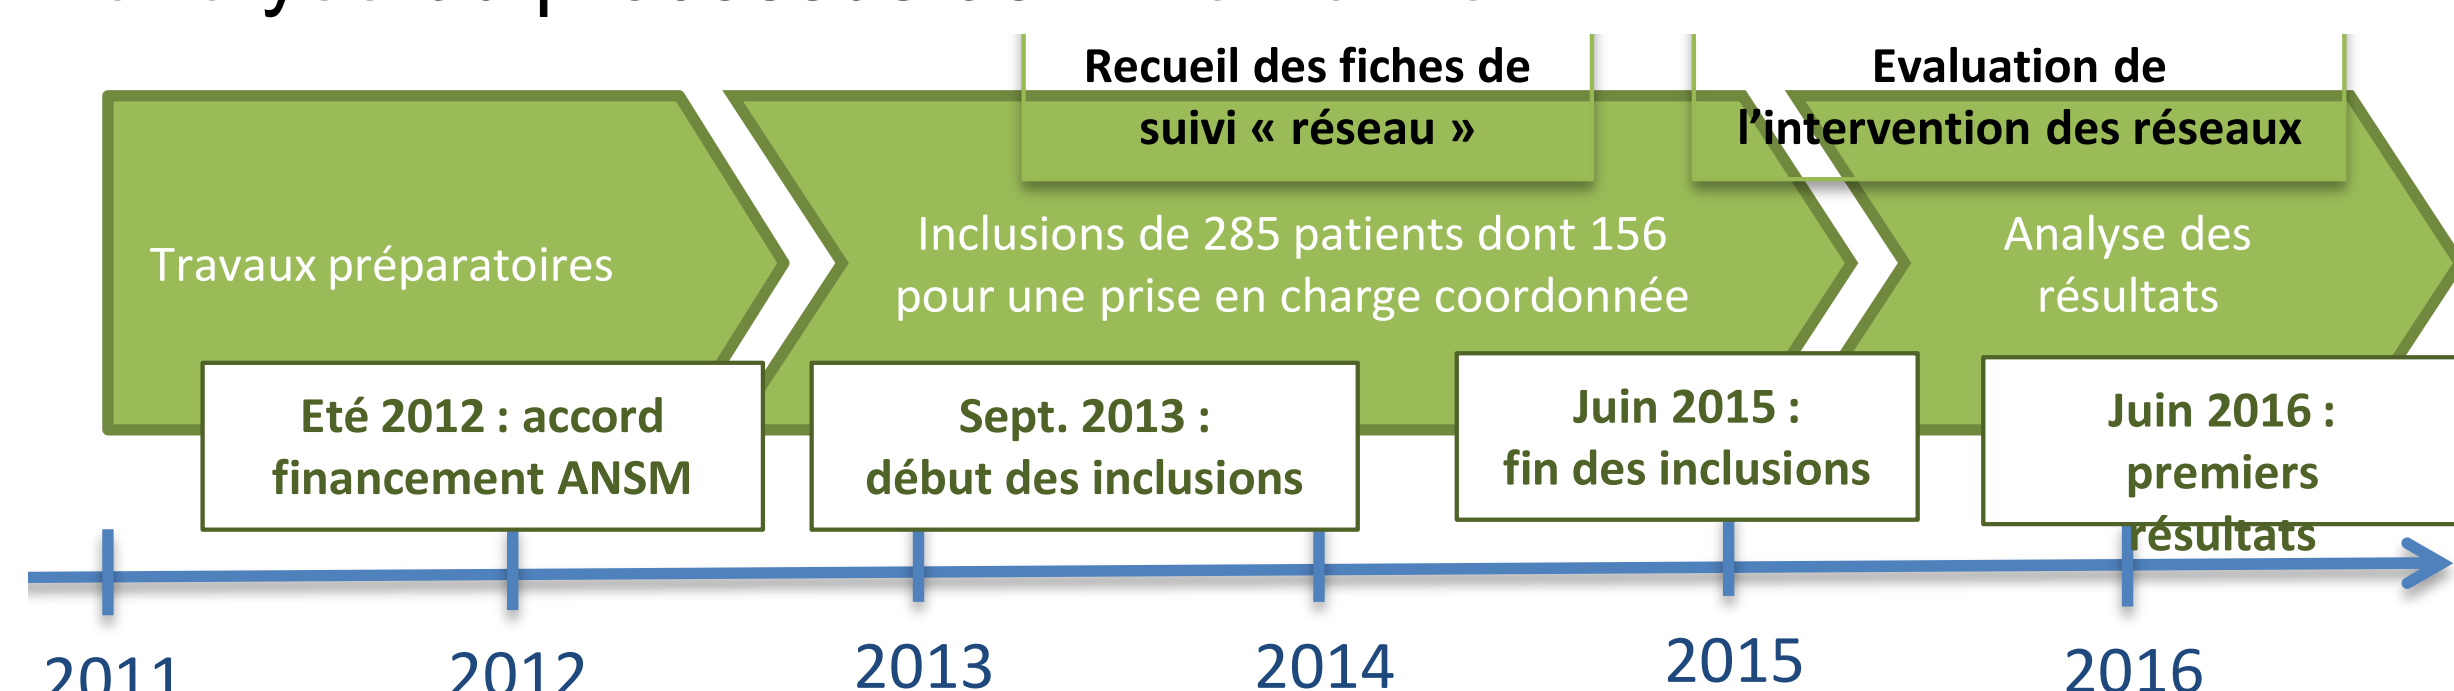 Recueil des fiches de
suivi « réseau »
Evaluation de
l’intervention des réseaux
Travaux préparatoires
Inclusions de 285 patients dont 156
pour une prise en charge coordonnée
Analyse des
résultats
Eté 2012 : accord
financement ANSM
Sept. 2013 :
début des inclusions
Juin 2015 :
fin des inclusions
Juin 2016 :
premiers
résultats
2011
2012
2013
2014
2015
2016